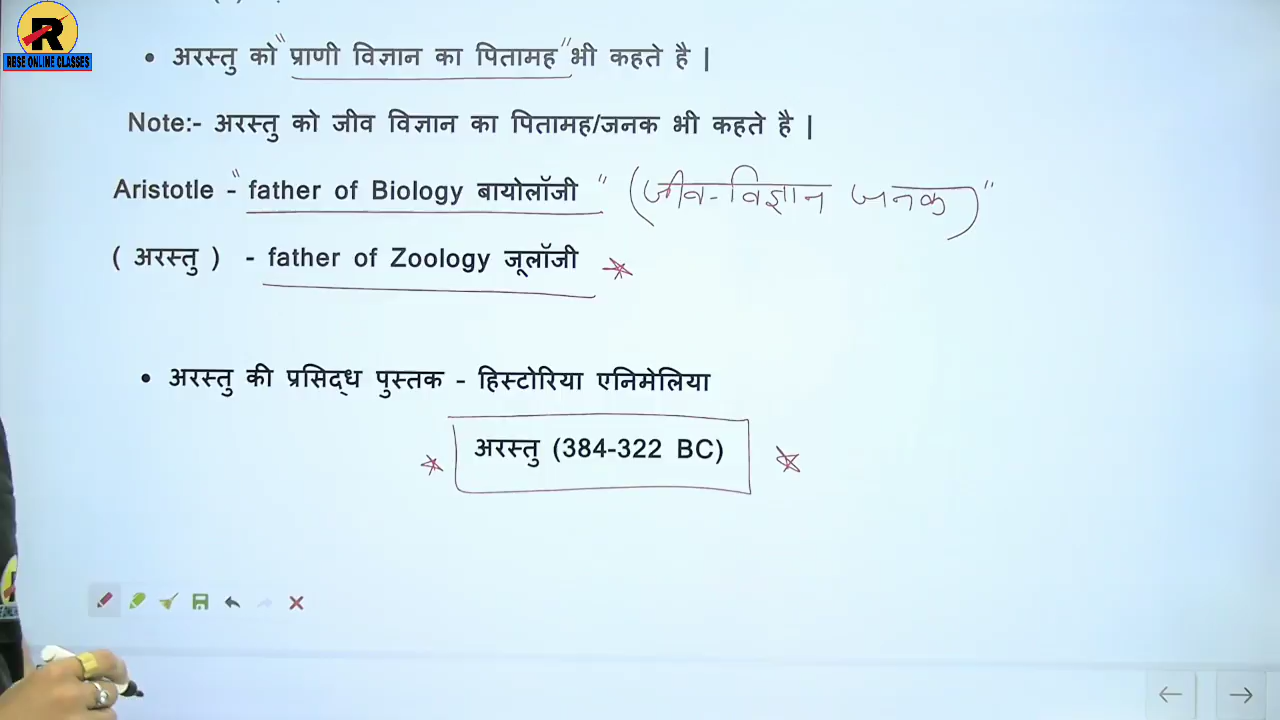 R
RBSE ONLINE CLASSES
• अरस्तु को "प्राणी विज्ञान का पितामह" भी कहते है |
Note:- अरस्तु को जीव विज्ञान का पितामह/जनक भी कहते है |
Aristotle - "father of Biology बायोलॉजी" (जीव-विज्ञान जनक)"
( अरस्तु ) - father of Zoology जूलॉजी
• अरस्तु की प्रसिद्ध पुस्तक - हिस्टोरिया एनिमेलिया
अरस्तु (384-322 BC)